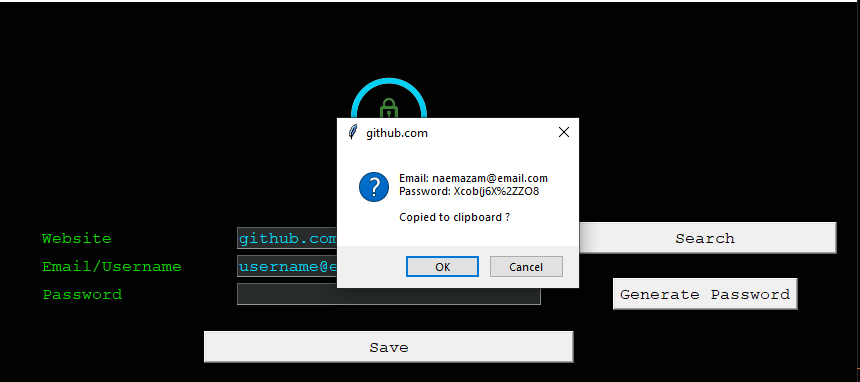 github.com
Email: naemazam@email.com
Password: Xcob(j6X%2ZZO8
Copied to clipboard ?
OK Cancel
Website github.com Search
Email/Username username@e
Password Generate Password
Save